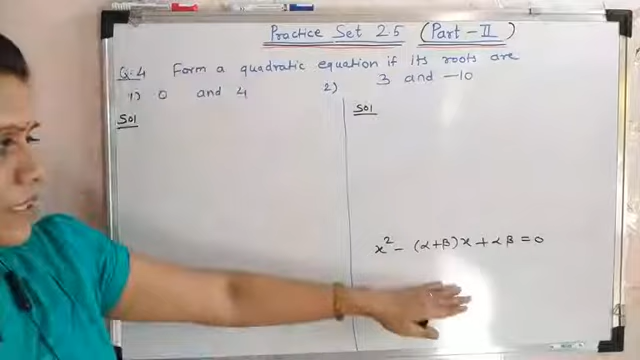 Practice Set 2.5 (Part - II)
Q.4 Form a quadratic equation if its roots are
1) 0 and 4 2) 3 and -10
Sol
Sol
x² - (α+β)x + αβ = 0